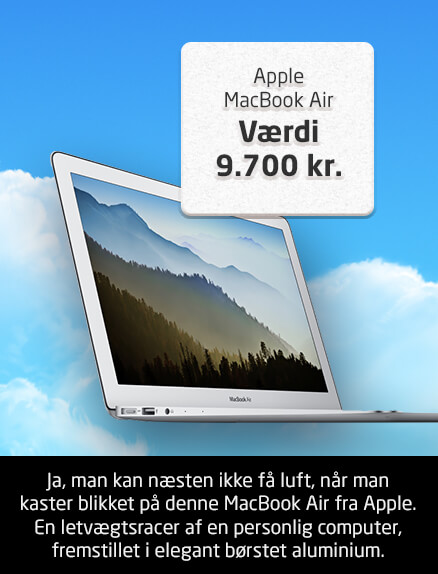 Apple
MacBook Air
Værdi
9.700 kr.
MacBook Air
Ja, man kan næsten ikke få luft, når man
kaster blikket på denne MacBook Air fra Apple.
En letvægtsracer af en personlig computer,
fremstillet i elegant børstet aluminium.